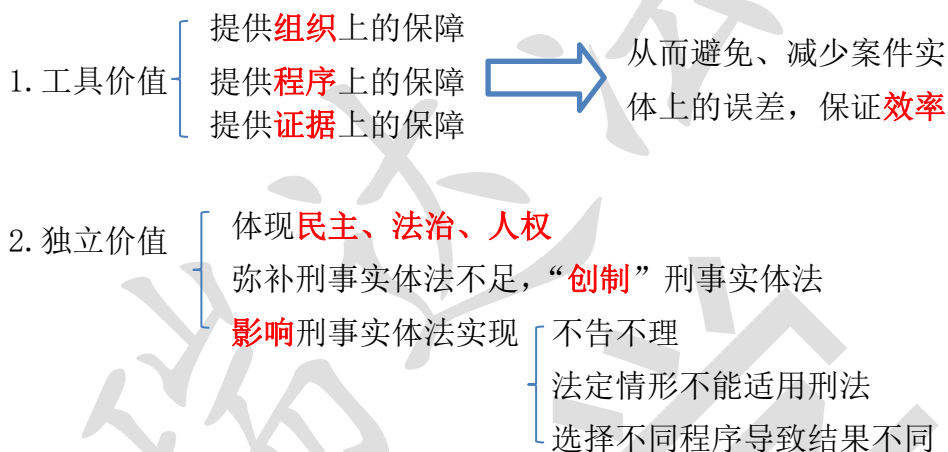 提供组织上的保障
1.工具价值
提供程序上的保障
提供证据上的保障
从而避免、减少案件实
体上的误差，保证效率
2.独立价值
体现民主、法治、人权
弥补刑事实体法不足，“创制”刑事实体法
影响刑事实体法实现
不告不理
法定情形不能适用刑法
选择不同程序导致结果不同